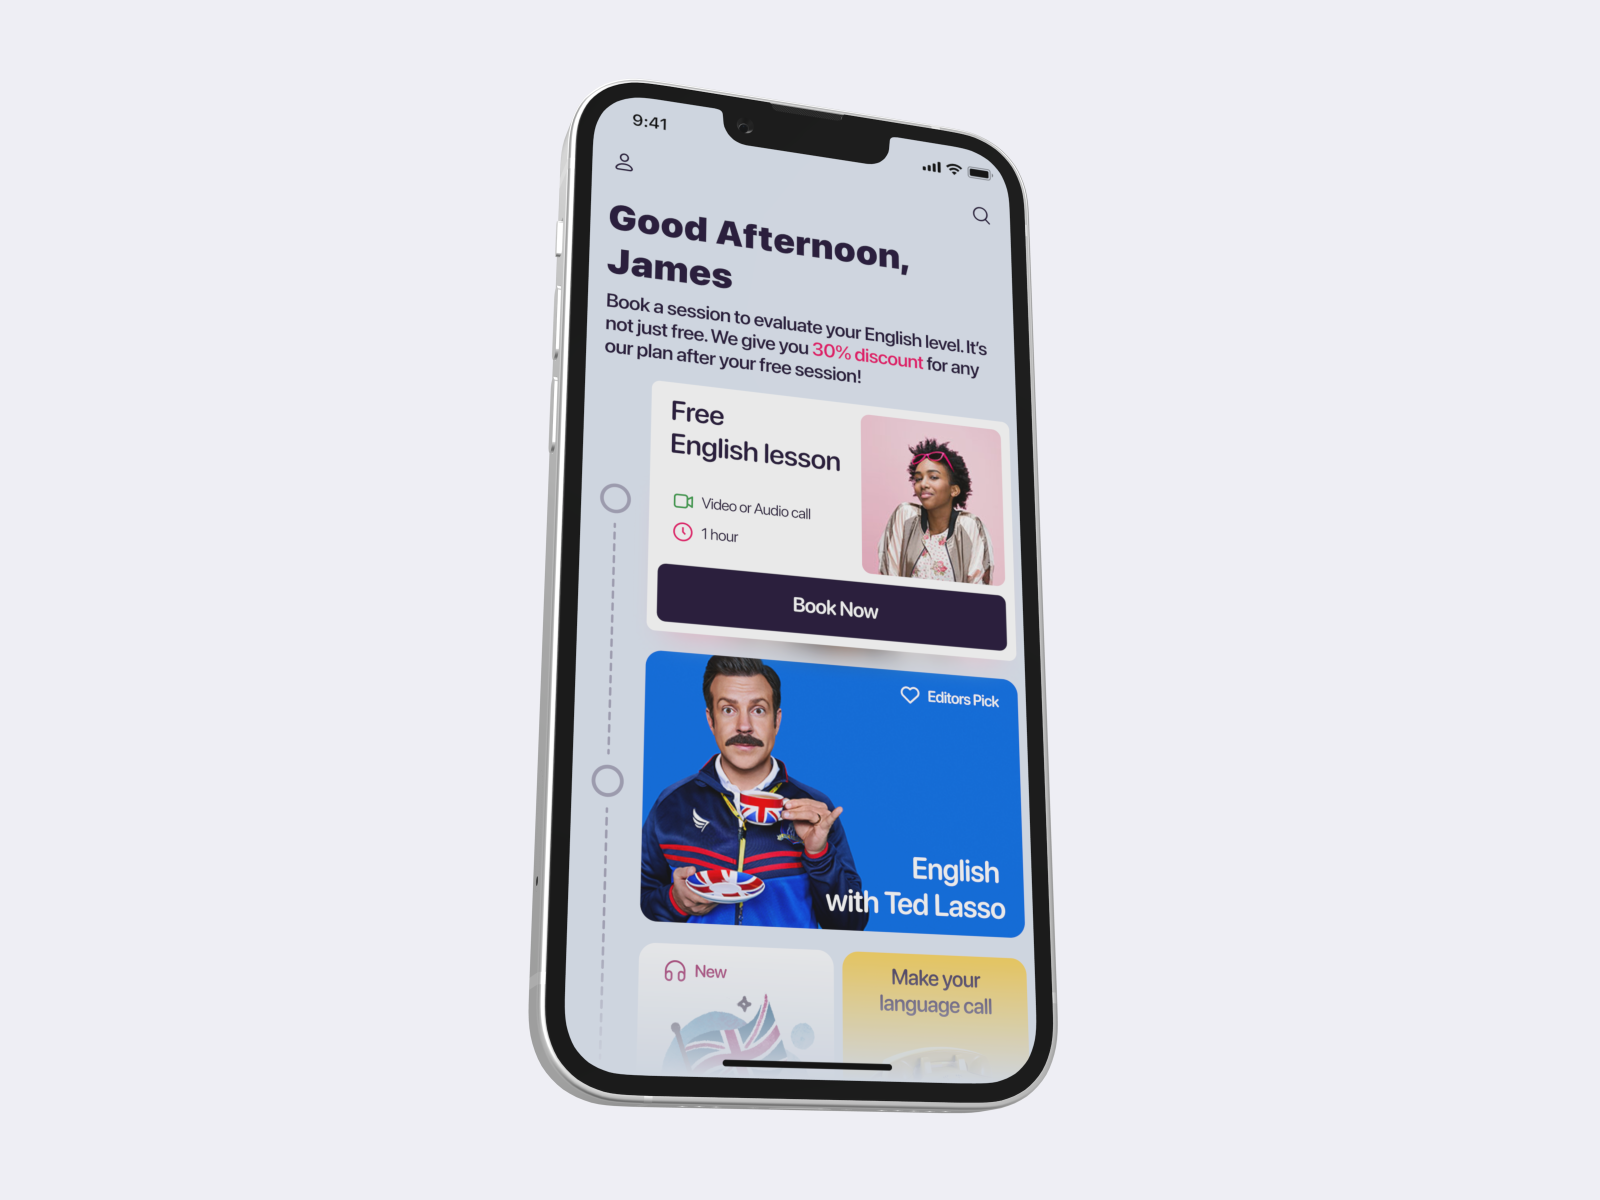 9:41
Good Afternoon,
James
Book a session to evaluate your English level. It's
not just free. We give you 30% discount for any
our plan after your free session!
Free
English lesson
Video or Audio call
1 hour
Book Now
Editors Pick
English
with Ted Lasso
New
Make your
language call